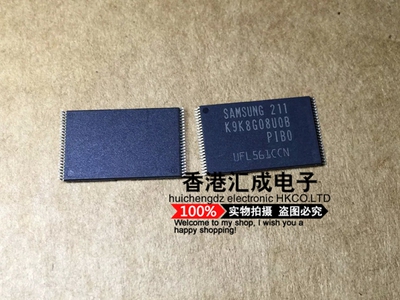 SAMSUNG 211
K9K8G08U0B
PIB0
UFL561CCN
香港汇成电子
huichengdz electronic HKCO.LTD
100% 实物拍摄 盗图必究
Welcome to my shop, I wish you a
happy shopping!